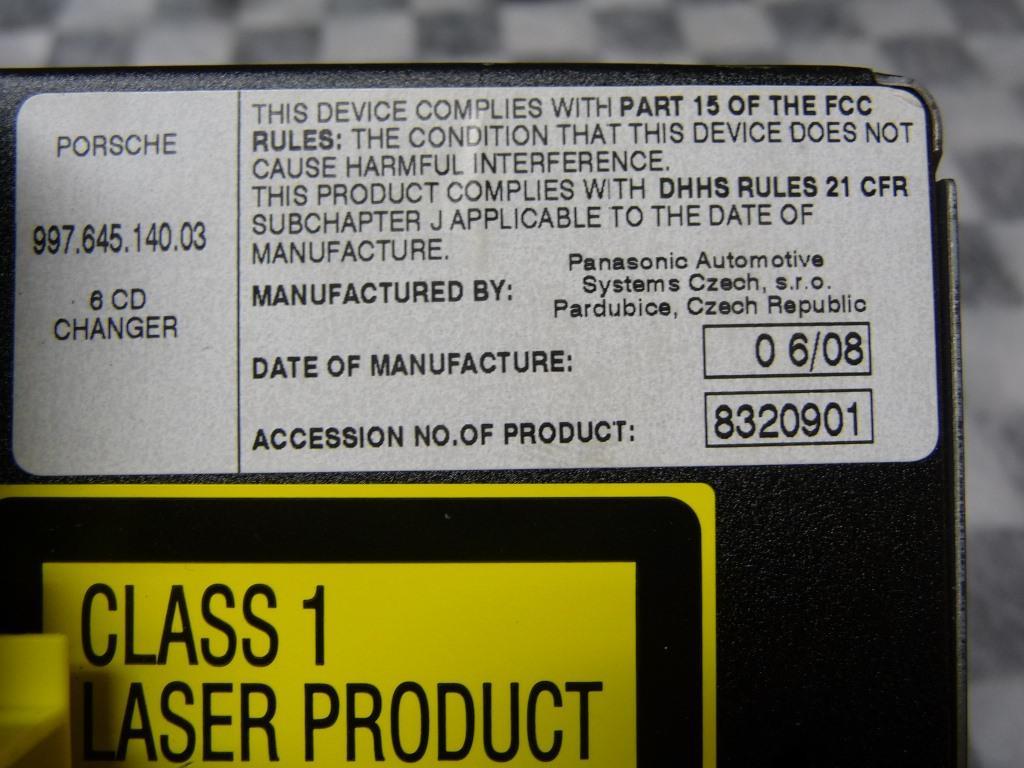 PORSCHE
997.645.140.03
6 CD
CHANGER
THIS DEVICE COMPLIES WITH PART 15 OF THE FCC
RULES: THE CONDITION THAT THIS DEVICE DOES NOT
CAUSE HARMFUL INTERFERENCE.
THIS PRODUCT COMPLIES WITH DHHS RULES 21 CFR
SUBCHAPTER J APPLICABLE TO THE DATE OF
MANUFACTURE.
MANUFACTURED BY:
Panasonic Automotive
Systems Czech, s.r.o.
Pardubice, Czech Republic
DATE OF MANUFACTURE: 0 6/08
ACCESSION NO.OF PRODUCT: 8320901
CLASS 1
LASER PRODUCT